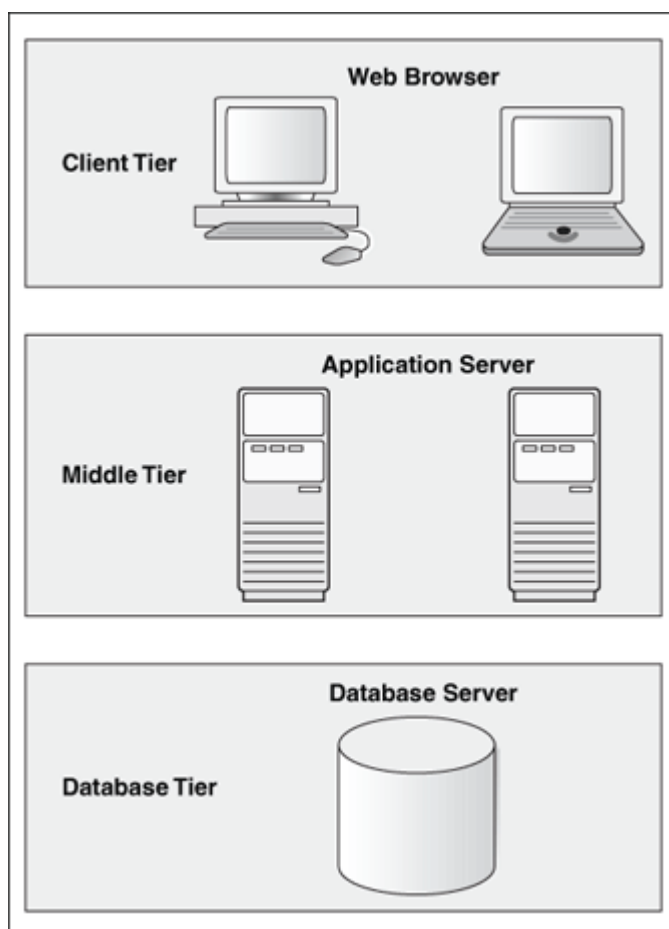 Web Browser
Client Tier
Application Server
Middle Tier
Database Server
Database Tier